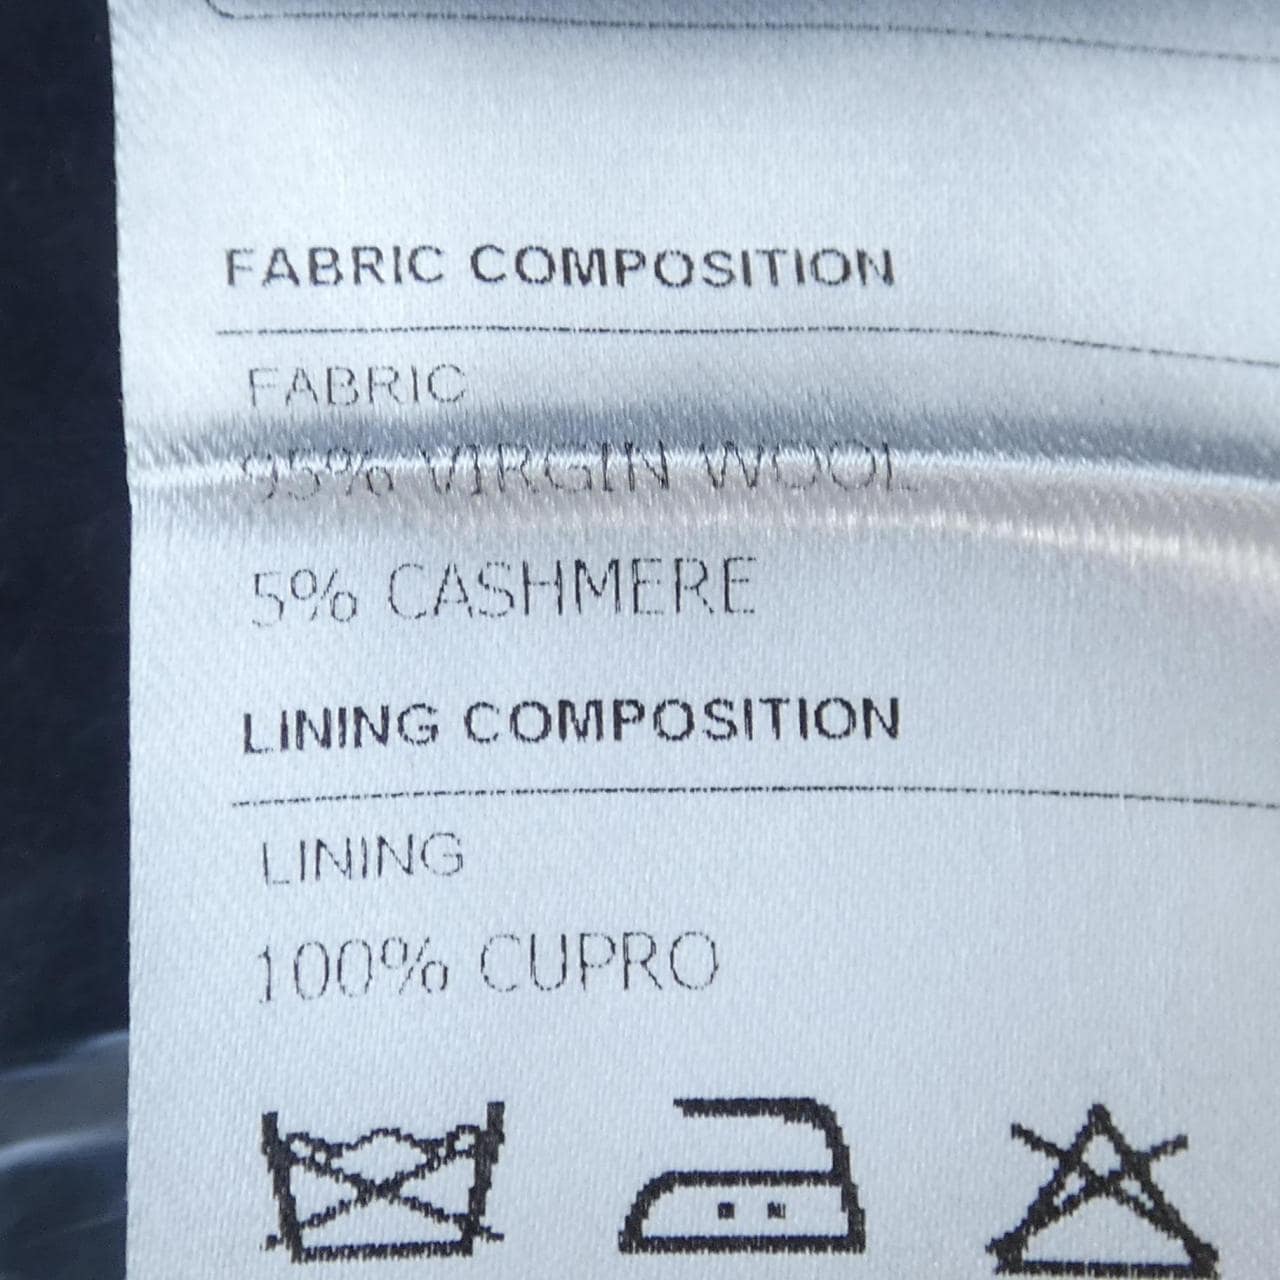 FABRIC COMPOSITION
FABRIC
95% VIRGIN WOOL
5% CASHMERE
LINING COMPOSITION
LINING
100% CUPRO